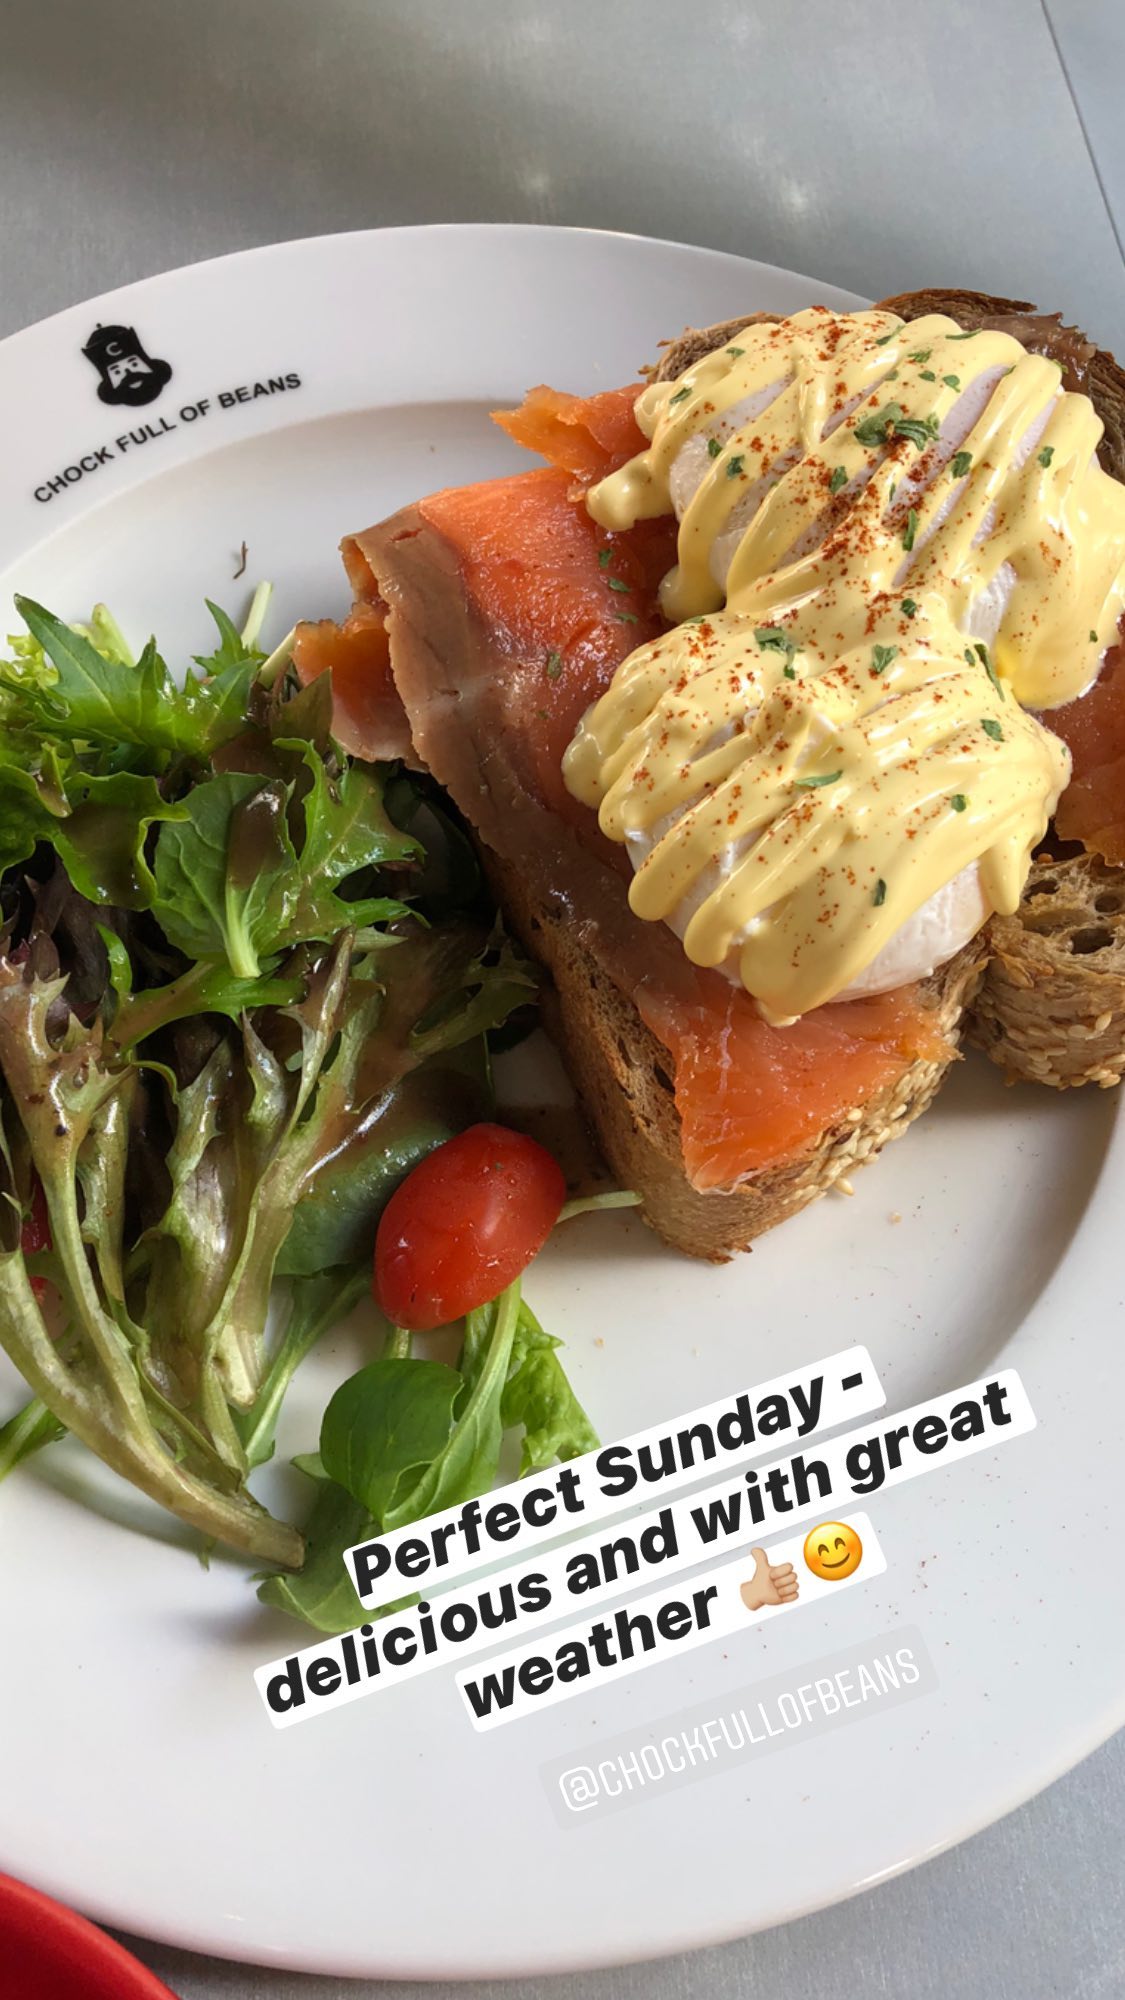 C
CHOCK FULL OF BEANS
Perfect Sunday -
delicious and with great
weather 👍🏼😊
@CHOCKFULLOFBEANS